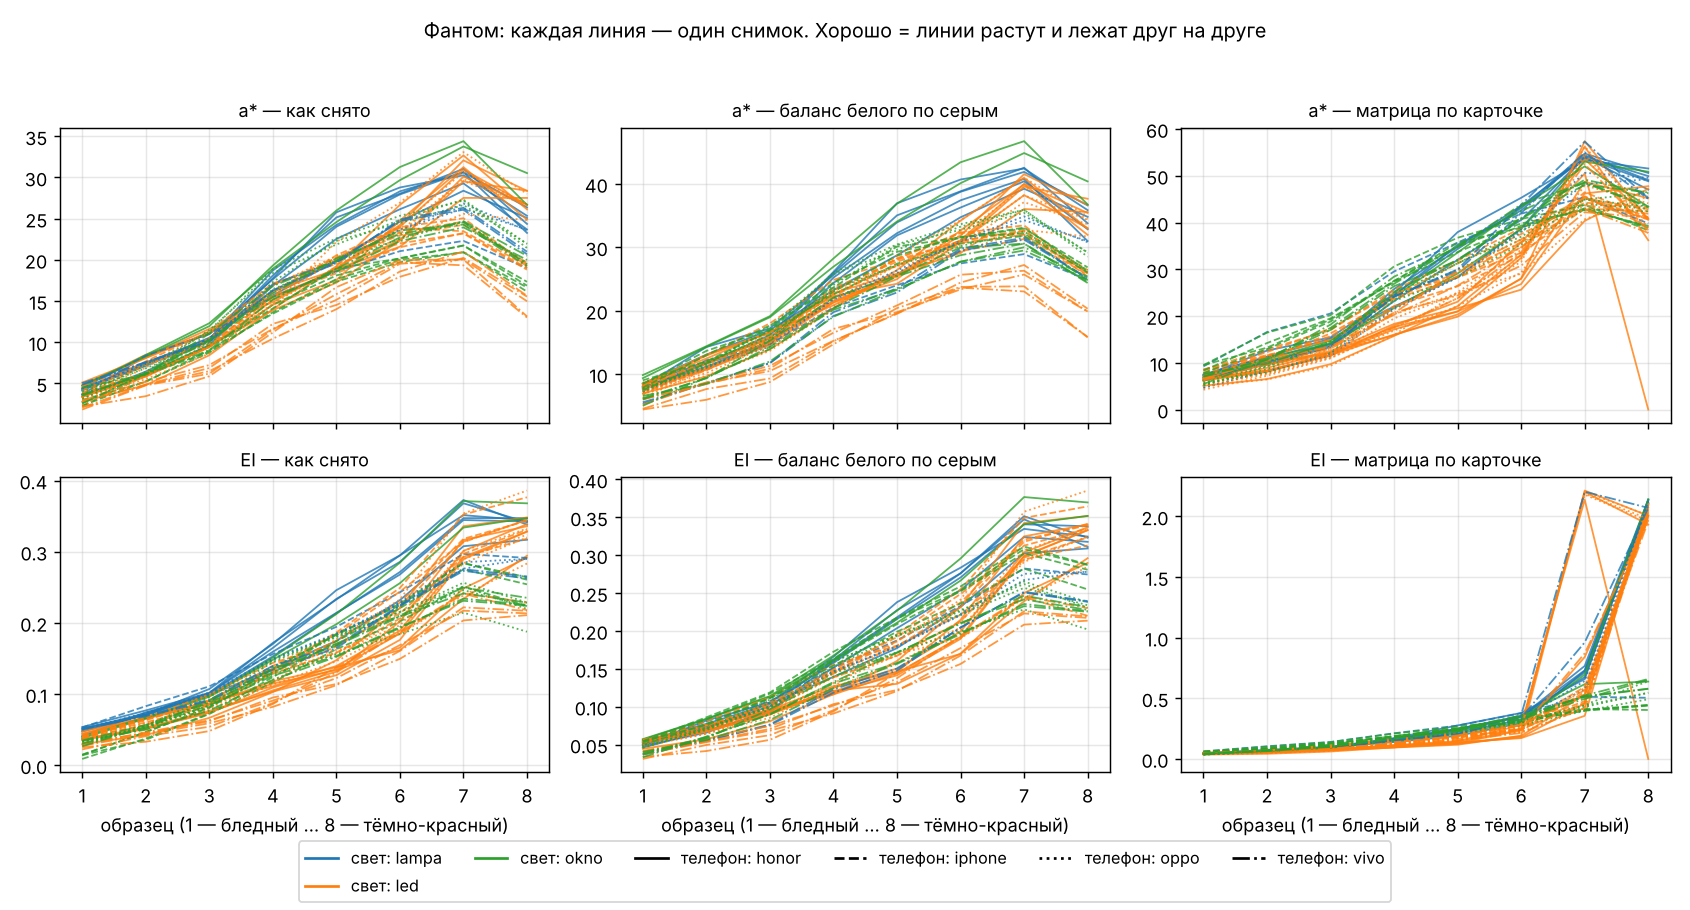 Фантом: каждая линия — один снимок. Хорошо = линии растут и лежат друг на друге
a* — как снято
a* — баланс белого по серым
a* — матрица по карточке
35
30
25
20
15
10
5
40
30
20
10
60
50
40
30
20
10
0
EI — как снято
EI — баланс белого по серым
EI — матрица по карточке
0.4
0.3
0.2
0.1
0.0
0.40
0.35
0.30
0.25
0.20
0.15
0.10
0.05
2.0
1.5
1.0
0.5
0.0
1 2 3 4 5 6 7 8
1 2 3 4 5 6 7 8
1 2 3 4 5 6 7 8
образец (1 — бледный ... 8 — тёмно-красный)
образец (1 — бледный ... 8 — тёмно-красный)
образец (1 — бледный ... 8 — тёмно-красный)
свет: lampa
свет: okno
телефон: honor
телефон: iphone
телефон: oppo
телефон: vivo
свет: led